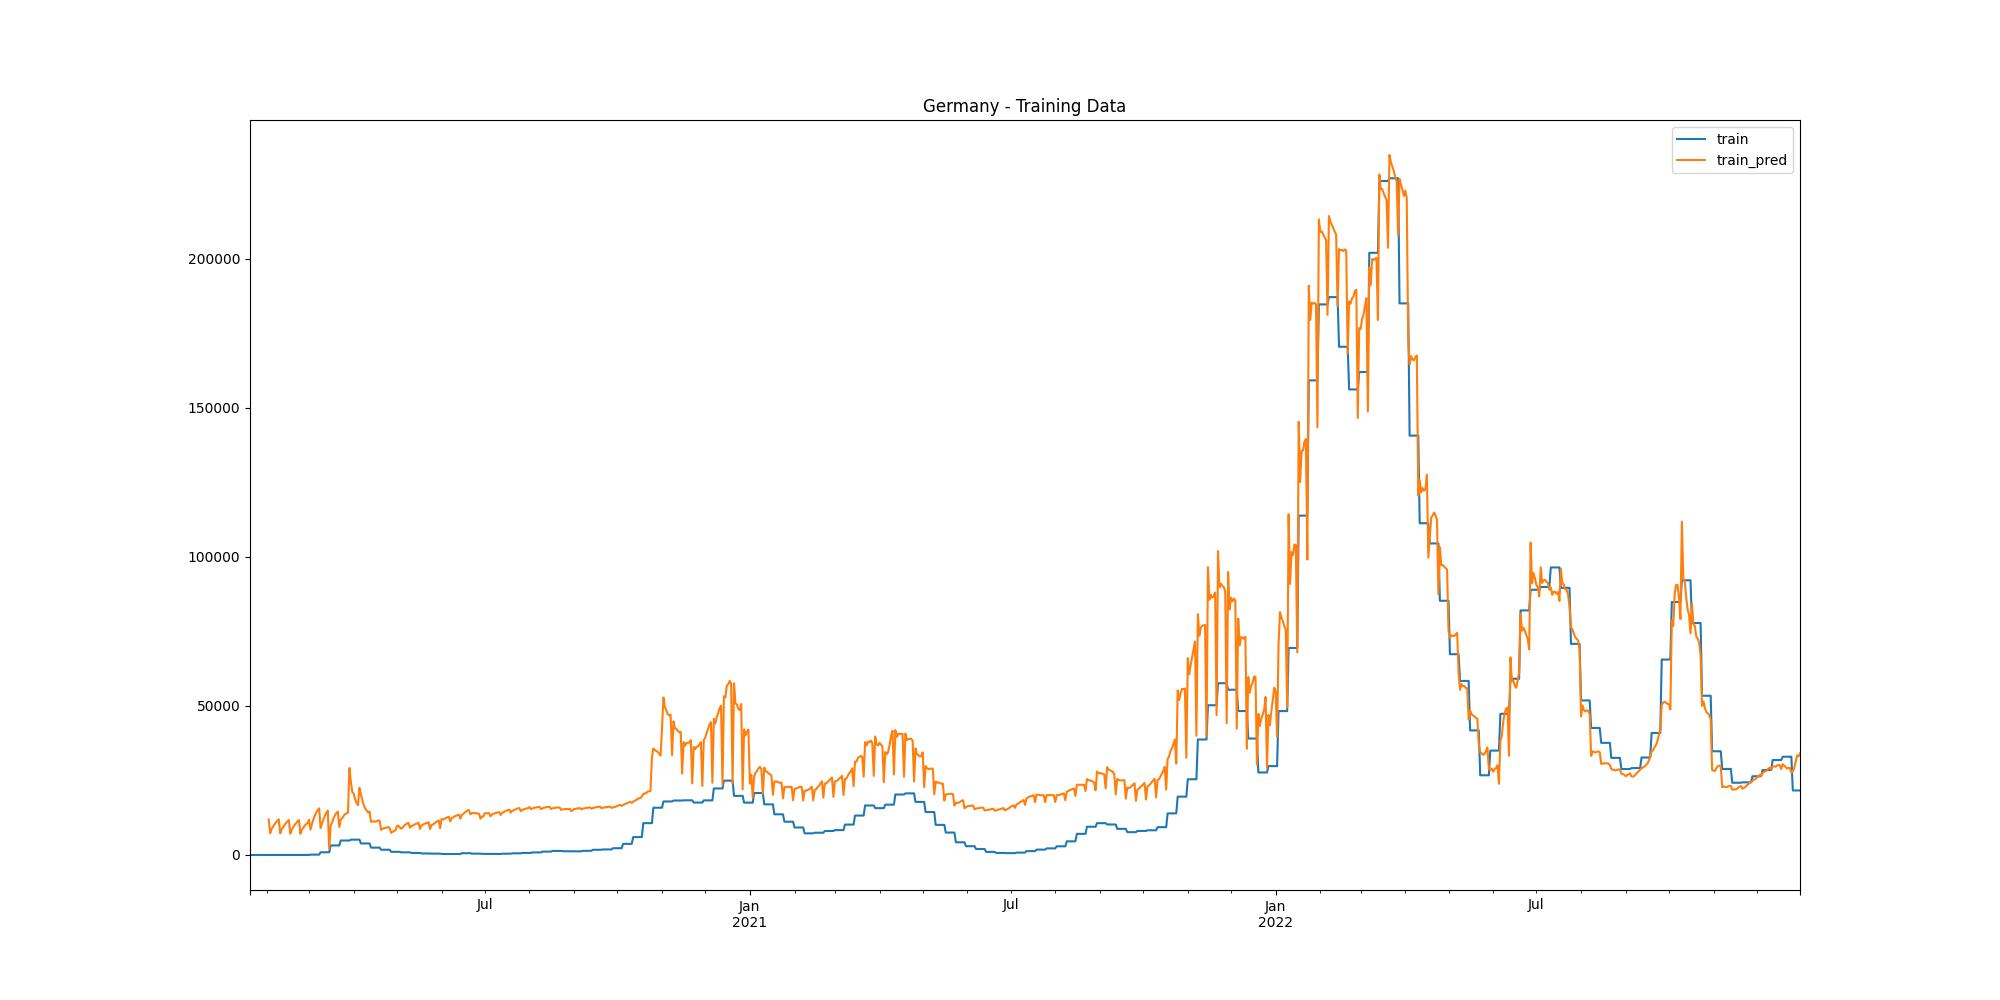 Germany - Training Data
train
train_pred
200000
150000
100000
50000
0
Jul
Jan
2021
Jul
Jan
2022
Jul